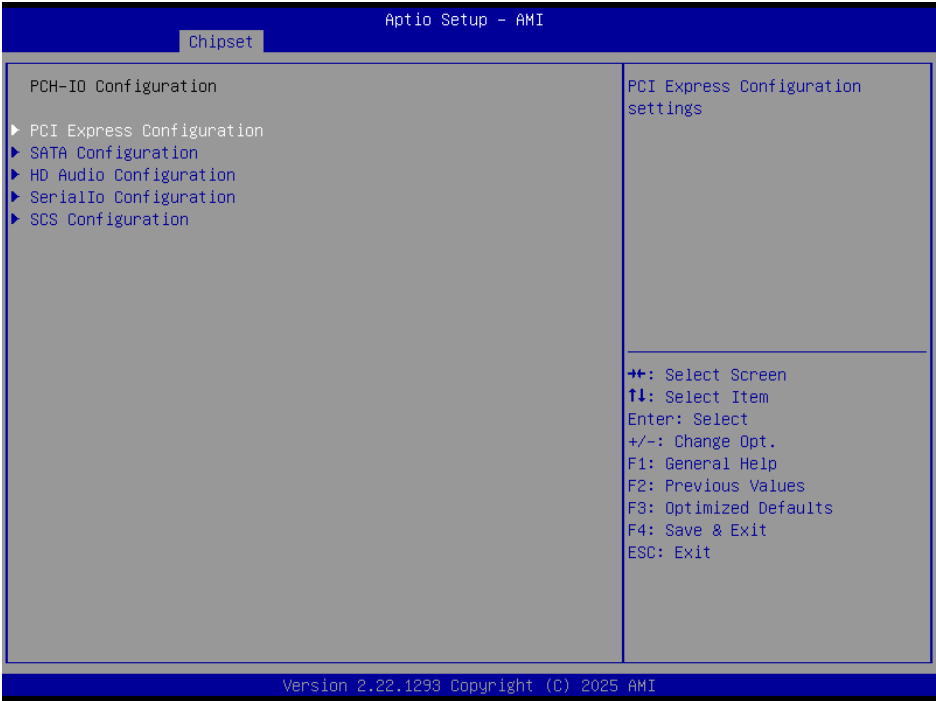 Aptio Setup – AMI
Chipset
PCH-IO Configuration
▶ PCI Express Configuration
▶ SATA Configuration
▶ HD Audio Configuration
▶ SerialIo Configuration
▶ SCS Configuration
PCI Express Configuration
settings
→←: Select Screen
↑↓: Select Item
Enter: Select
+/-: Change Opt.
F1: General Help
F2: Previous Values
F3: Optimized Defaults
F4: Save & Exit
ESC: Exit
Version 2.22.1293 Copyright (C) 2025 AMI